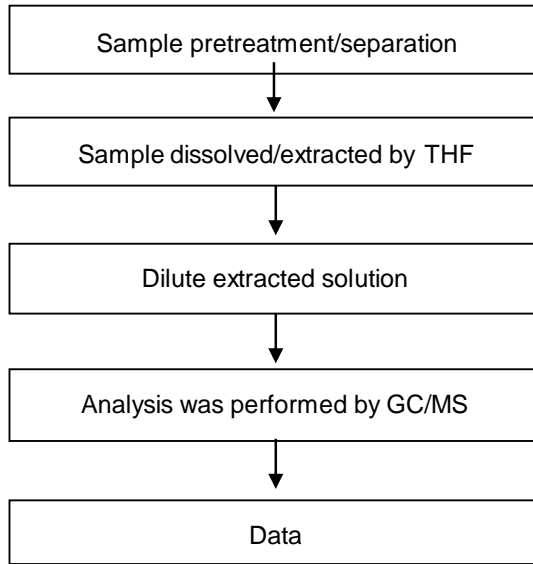 Sample pretreatment/separation
Sample dissolved/extracted by THF
Dilute extracted solution
Analysis was performed by GC/MS
Data